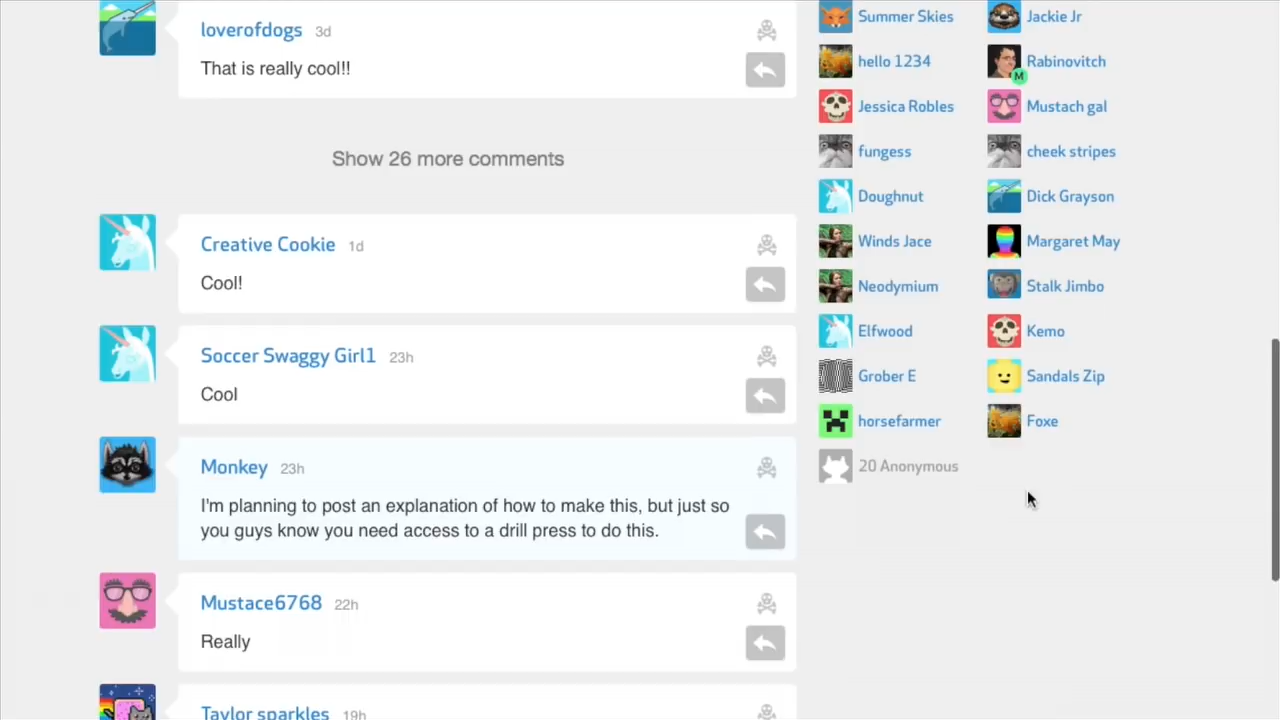 loverofdogs 3d
That is really cool!!
Show 26 more comments
Creative Cookie 1d
Cool!
Soccer Swaggy Girl1 23h
Cool
Monkey 23h
I'm planning to post an explanation of how to make this, but just so
you guys know you need access to a drill press to do this.
Mustace6768 22h
Really
Taylor sparkles 19h
Summer Skies Jackie Jr
hello 1234 Rabinovitch
M
Jessica Robles Mustach gal
fungess cheek stripes
Doughnut Dick Grayson
Winds Jace Margaret May
Neodymium Stalk Jimbo
Elfwood Kemo
Grober E Sandals Zip
horsefarmer Foxe
20 Anonymous